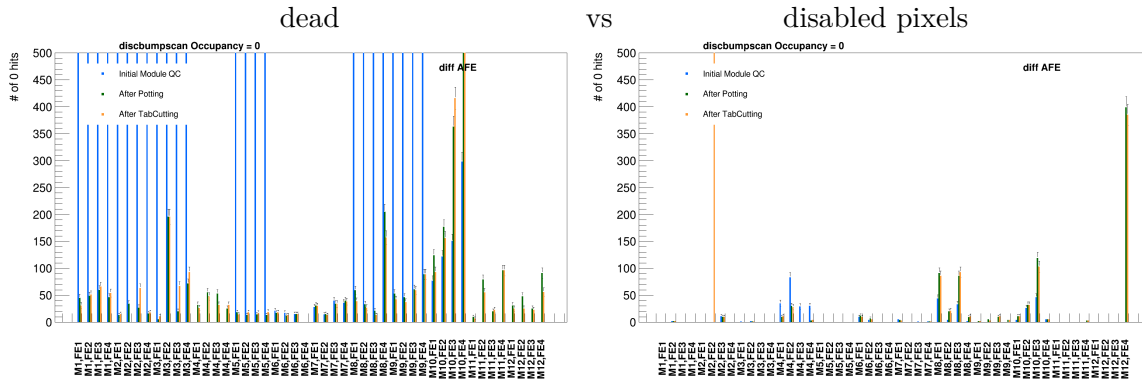 dead vs disabled pixels
discbumpscan Occupancy = 0
# of 0 hits
500
450
400
350
300
250
200
150
100
50
0
diff AFE
Initial Module QC
After Potting
After TabCutting
M1,FE1
M1,FE2
M1,FE3
M1,FE4
M2,FE1
M2,FE2
M2,FE3
M2,FE4
M3,FE1
M3,FE2
M3,FE3
M3,FE4
M4,FE1
M4,FE2
M4,FE3
M4,FE4
M5,FE1
M5,FE2
M5,FE3
M5,FE4
M6,FE1
M6,FE2
M6,FE3
M6,FE4
M7,FE1
M7,FE2
M7,FE3
M7,FE4
M8,FE1
M8,FE2
M8,FE3
M8,FE4
M9,FE1
M9,FE2
M9,FE3
M9,FE4
M10,FE1
M10,FE2
M10,FE3
M10,FE4
M11,FE1
M11,FE2
M11,FE3
M11,FE4
M12,FE1
M12,FE2
M12,FE3
M12,FE4
discbumpscan Occupancy = 0
# of 0 hits
500
450
400
350
300
250
200
150
100
50
0
diff AFE
Initial Module QC
After Potting
After TabCutting
M1,FE1
M1,FE2
M1,FE3
M1,FE4
M2,FE1
M2,FE2
M2,FE3
M2,FE4
M3,FE1
M3,FE2
M3,FE3
M3,FE4
M4,FE1
M4,FE2
M4,FE3
M4,FE4
M5,FE1
M5,FE2
M5,FE3
M5,FE4
M6,FE1
M6,FE2
M6,FE3
M6,FE4
M7,FE1
M7,FE2
M7,FE3
M7,FE4
M8,FE1
M8,FE2
M8,FE3
M8,FE4
M9,FE1
M9,FE2
M9,FE3
M9,FE4
M10,FE1
M10,FE2
M10,FE3
M10,FE4
M11,FE1
M11,FE2
M11,FE3
M11,FE4
M12,FE1
M12,FE2
M12,FE3
M12,FE4